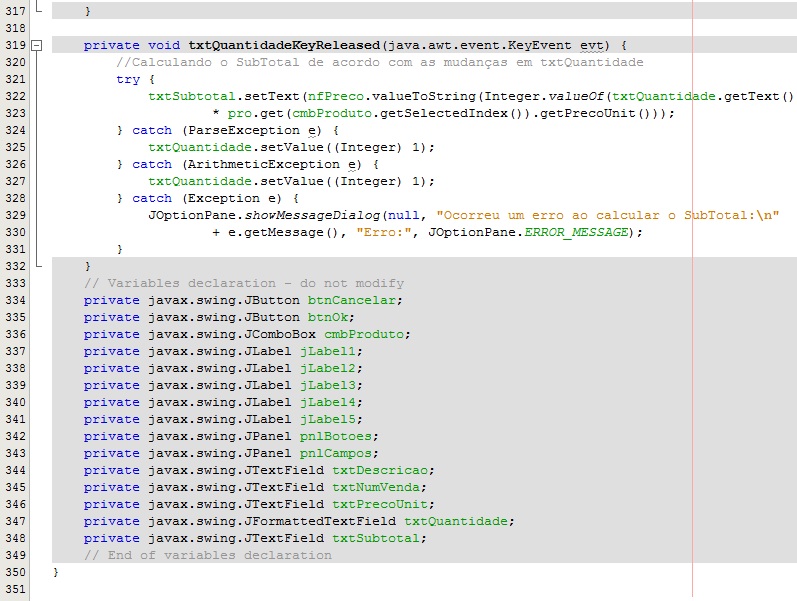 317 }
318
319 private void txtQuantidadeKeyReleased(java.awt.event.KeyEvent evt) {
320 //Calculando o SubTotal de acordo com as mudanças em txtQuantidade
321 try {
322 txtSubtotal.setText(nfPreco.valueToString(Integer.valueOf(txtQuantidade.getText()
323 * pro.get(cmbProduto.getSelectedIndex()).getPrecoUnit()));
324 } catch (ParseException e) {
325 txtQuantidade.setValue((Integer) 1);
326 } catch (ArithmeticException e) {
327 txtQuantidade.setValue((Integer) 1);
328 } catch (Exception e) {
329 JOptionPane.showMessageDialog(null, "Ocorreu um erro ao calcular o SubTotal:\n"
330 + e.getMessage(), "Erro:", JOptionPane.ERROR_MESSAGE);
331 }
332 }
333 // Variables declaration - do not modify
334 private javax.swing.JButton btnCancelar;
335 private javax.swing.JButton btnOk;
336 private javax.swing.JComboBox cmbProduto;
337 private javax.swing.JLabel jLabel1;
338 private javax.swing.JLabel jLabel2;
339 private javax.swing.JLabel jLabel3;
340 private javax.swing.JLabel jLabel4;
341 private javax.swing.JLabel jLabel5;
342 private javax.swing.JPanel pnlBotoes;
343 private javax.swing.JPanel pnlCampos;
344 private javax.swing.JTextField txtDescricao;
345 private javax.swing.JTextField txtNumVenda;
346 private javax.swing.JTextField txtPrecoUnit;
347 private javax.swing.JFormattedTextField txtQuantidade;
348 private javax.swing.JTextField txtSubtotal;
349 // End of variables declaration
350 }
351